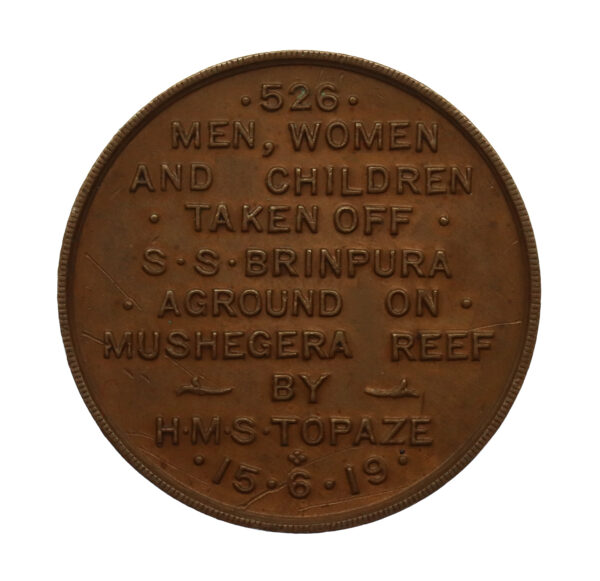 ·526·
MEN, WOMEN
AND CHILDREN
· TAKEN OFF ·
S·S·BRINPURA
· AGROUND ON ·
MUSHEGERA REEF
BY
H·M·S·TOPAZE
·15·6·19·